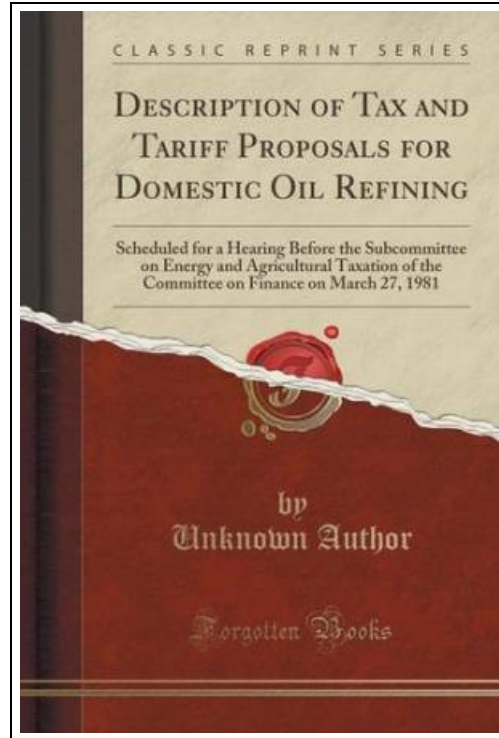 CLASSIC REPRINT SERIES
DESCRIPTION OF TAX AND
TARIFF PROPOSALS FOR
DOMESTIC OIL REFINING
Scheduled for a Hearing Before the Subcommittee
on Energy and Agricultural Taxation of the
Committee on Finance on March 27, 1981
by
Unknown Author
Forgotten Books